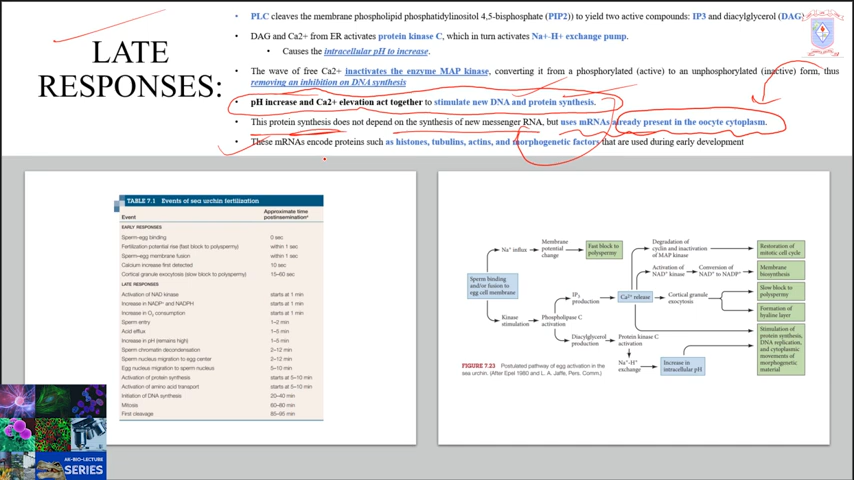 LATE
RESPONSES:
• PLC cleaves the membrane phospholipid phosphatidylinositol 4,5-bisphosphate (PIP2)) to yield two active compounds: IP3 and diacylglycerol (DAG)
• DAG and Ca2+ from ER activates protein kinase C, which in turn activates Na+-H+ exchange pump.
• Causes the intracellular pH to increase.
• The wave of free Ca2+ inactivates the enzyme MAP kinase, converting it from a phosphorylated (active) to an unphosphorylated (inactive) form, thus
removing an inhibition on DNA synthesis
• pH increase and Ca2+ elevation act together to stimulate new DNA and protein synthesis.
• This protein synthesis does not depend on the synthesis of new messenger RNA, but uses mRNAs already present in the oocyte cytoplasm.
• These mRNAs encode proteins such as histones, tubulins, actins, and morphogenetic factors that are used during early development
TABLE 7.1 Events of sea urchin fertilization
Event
Approximate time
postinsemination
EARLY RESPONSES
Sperm-egg binding 0 sec
Fertilization potential rise (fast block to polyspermy) within 1 sec
Sperm-egg membrane fusion within 1 sec
Calcium increase first detected 10 sec
Cortical granule exocytosis (slow block to polyspermy) 15–60 sec
LATE RESPONSES
Activation of NAD kinase starts at 1 min
Increase in NADP+ and NADPH starts at 1 min
Increase in O2 consumption starts at 1 min
Sperm entry 1–2 min
Acid efflux 1–5 min
Increase in pH (remains high) 1–5 min
Sperm chromatin decondensation 2–12 min
Sperm nucleus migration to egg center 2–12 min
Egg nucleus migration to sperm nucleus 5–10 min
Activation of protein synthesis starts at 5–10 min
Activation of amino acid transport starts at 5–10 min
Initiation of DNA synthesis 20–40 min
Mitosis 60–80 min
First cleavage 85–95 min
Sperm binding
and/or fusion to
egg cell membrane
Na+ influx
Membrane
potential
change
Fast block to
polyspermy
Kinase
stimulation
Phospholipase C
activation
IP3
production
Diacylglycerol
production
Ca2+ release
Protein kinase C
activation
Na+-H+
exchange
Increase in
intracellular pH
Degradation of
cyclin and inactivation
of MAP kinase
Activation of
NAD+ kinase
Conversion of
NAD+ to NADP+
Cortical granule
exocytosis
Restoration of
mitotic cell cycle
Membrane
biosynthesis
Slow block to
polyspermy
Formation of
hyaline layer
Stimulation of
protein synthesis,
DNA replication,
and cytoplasmic
movements of
morphogenetic
material
FIGURE 7.23 Postulated pathway of egg activation in the
sea urchin. (After Epel 1980 and L. A. Jaffe, Pers. Comm.)
AK-BIO-LECTURE
SERIES